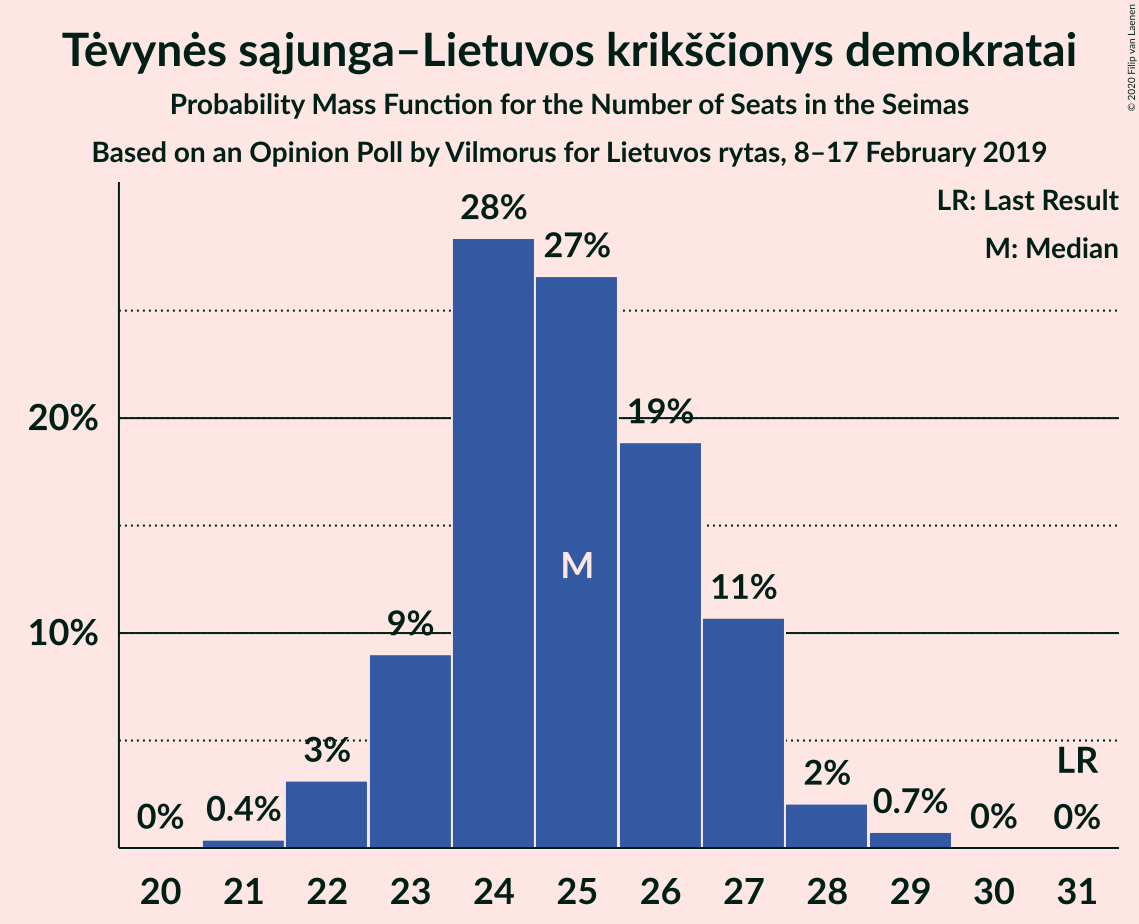 Tėvynės sąjunga–Lietuvos krikščionys demokratai
Probability Mass Function for the Number of Seats in the Seimas
Based on an Opinion Poll by Vilmorus for Lietuvos rytas, 8–17 February 2019
© 2020 Filip van Laenen
LR: Last Result
M: Median
28%
27%
20%
19%
M
11%
10%
9%
3%
LR
2%
0% 0.4% 0.7% 0% 0%
20 21 22 23 24 25 26 27 28 29 30 31